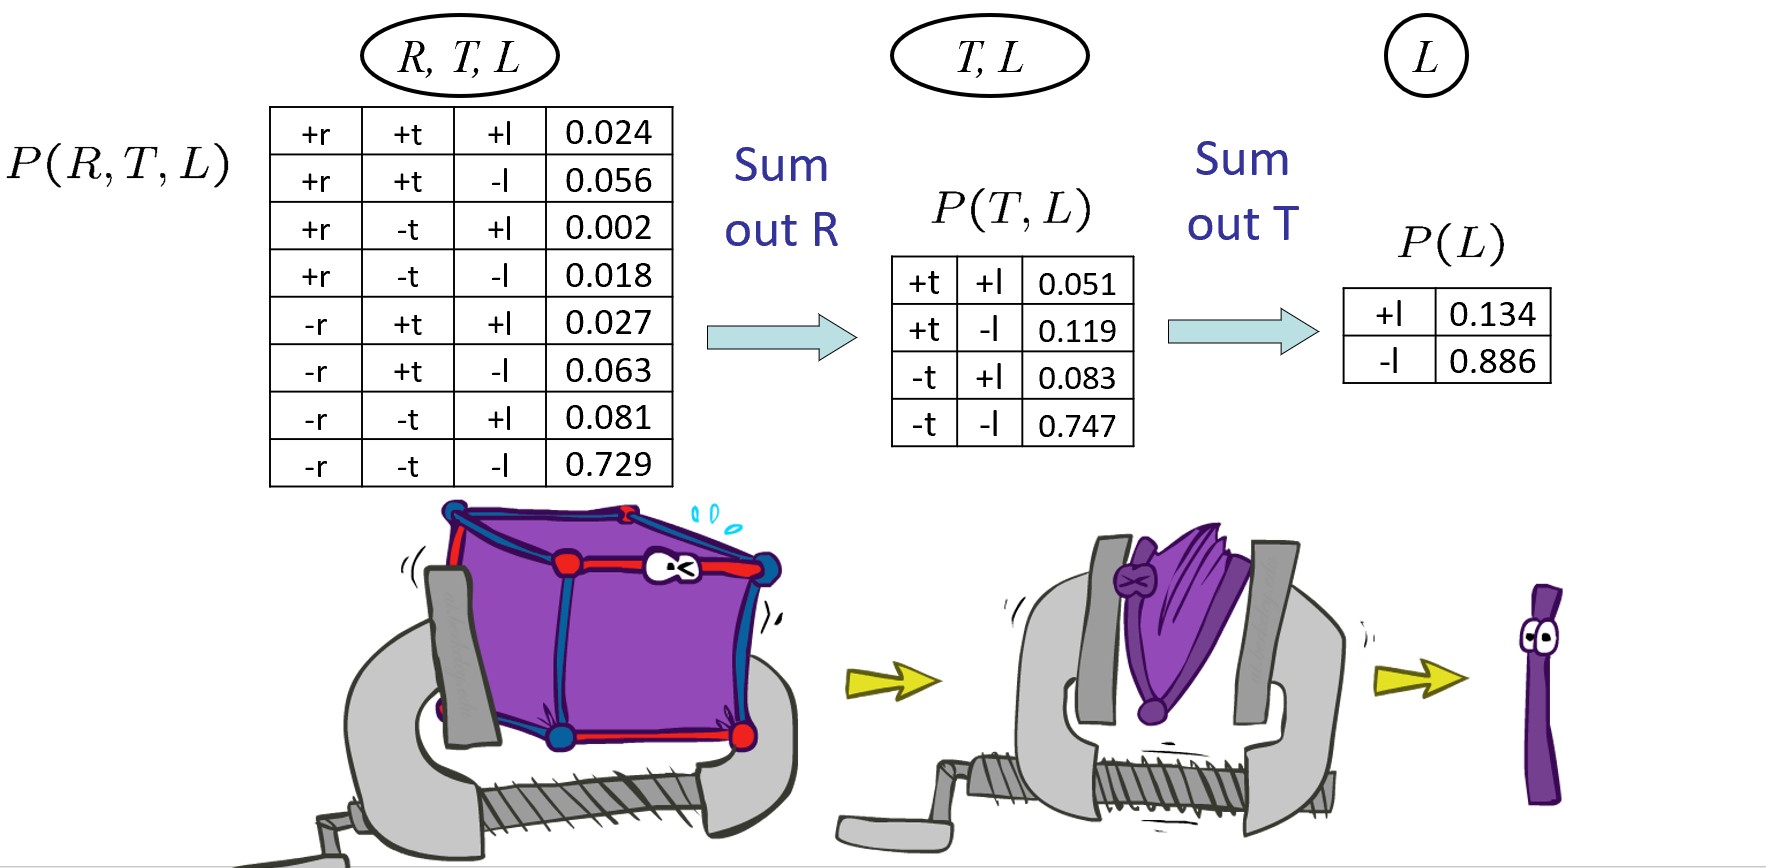 R, T, L
T, L
L
P(R, T, L)
+r +t +l 0.024
+r +t -l 0.056
+r -t +l 0.002
+r -t -l 0.018
-r +t +l 0.027
-r +t -l 0.063
-r -t +l 0.081
-r -t -l 0.729
Sum
out R
P(T, L)
+t +l 0.051
+t -l 0.119
-t +l 0.083
-t -l 0.747
Sum
out T
P(L)
+l 0.134
-l 0.886